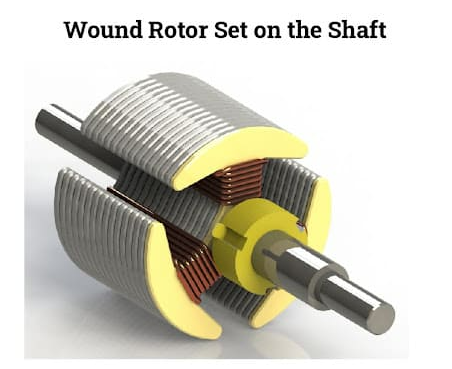 Wound Rotor Set on the Shaft